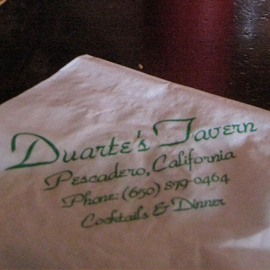 Duarte's Tavern
Pescadero, California
Phone: (650) 879-0464
Cocktails & Dinner